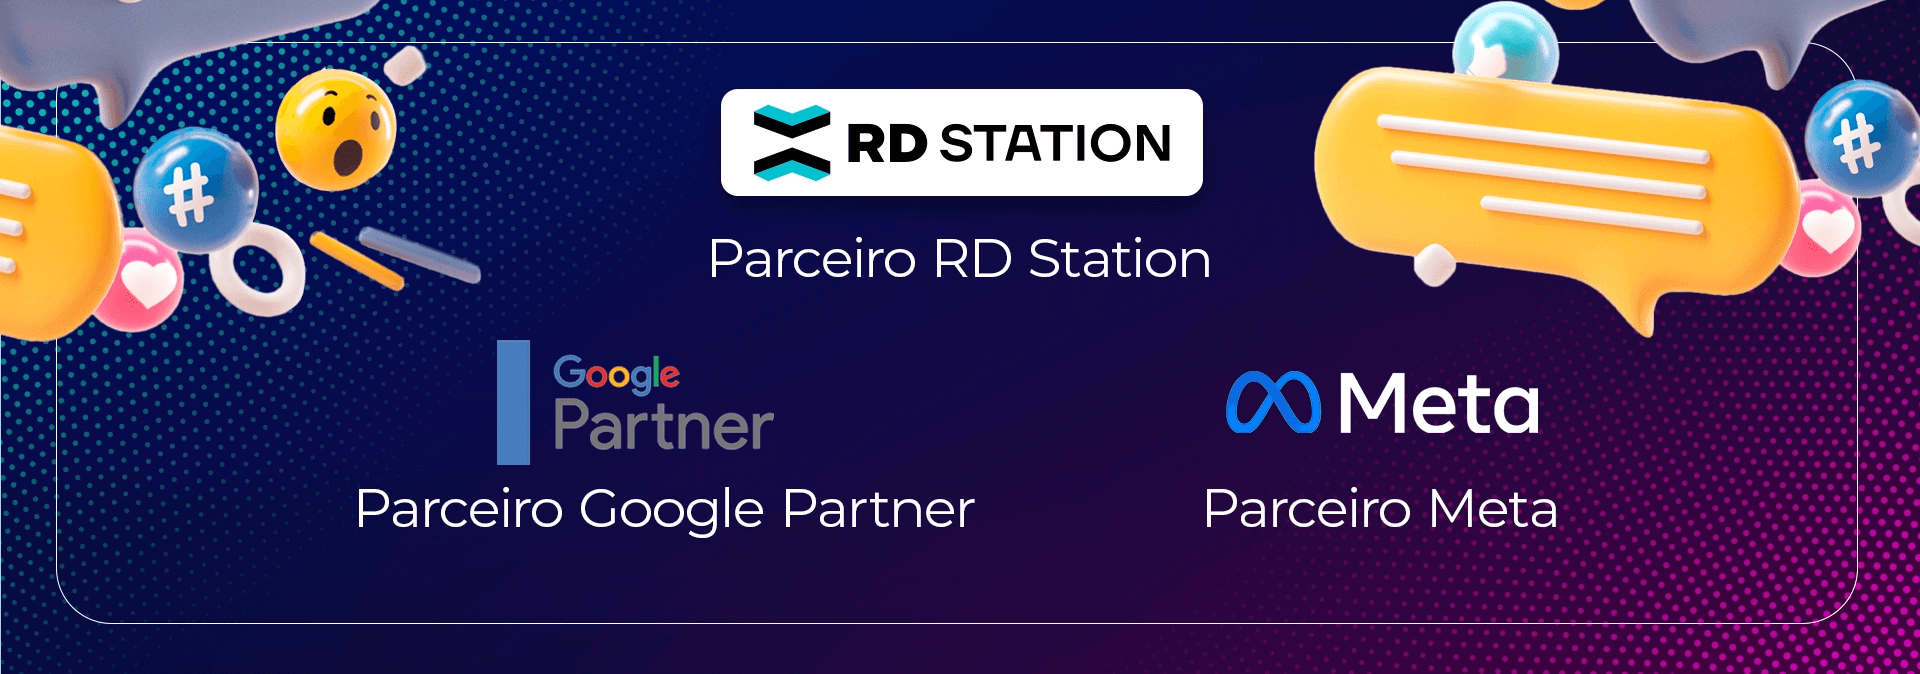 RD STATION
Parceiro RD Station
Google
Partner
Parceiro Google Partner
Meta
Parceiro Meta
#
#